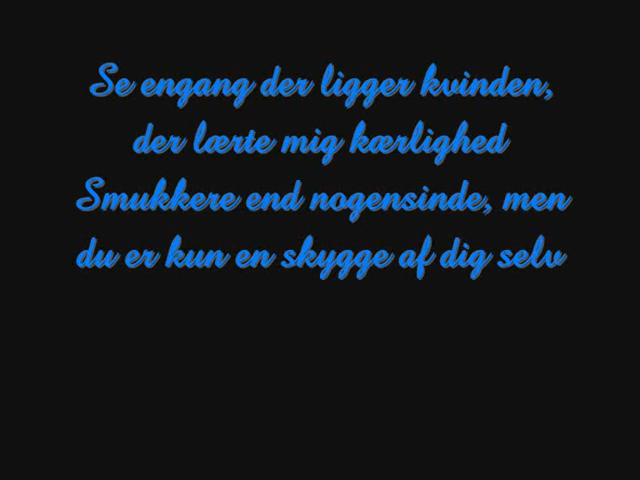 Se engang der ligger kvinden,
der lærte mig kærlighed
Smukkere end nogensinde, men
du er kun en skygge af dig selv